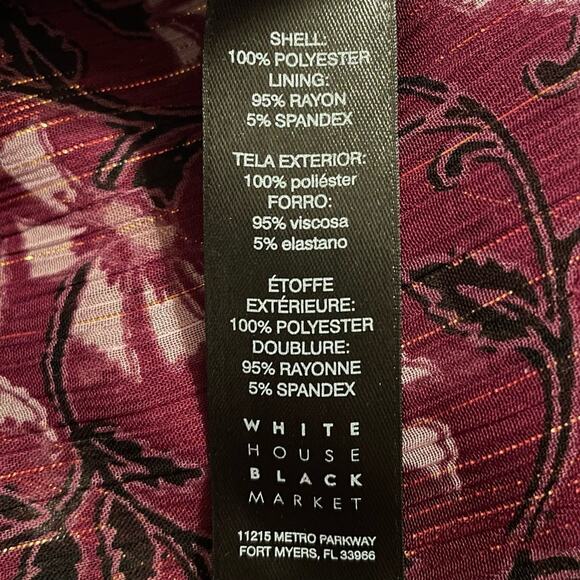 SHELL:
100% POLYESTER
LINING:
95% RAYON
5% SPANDEX
TELA EXTERIOR:
100% poliéster
FORRO:
95% viscosa
5% elastano
ÉTOFFE
EXTÉRIEURE:
100% POLYESTER
DOUBLURE:
95% RAYONNE
5% SPANDEX
WHITE
HOUSE
BLACK
MARKET
11215 METRO PARKWAY
FORT MYERS, FL 33966